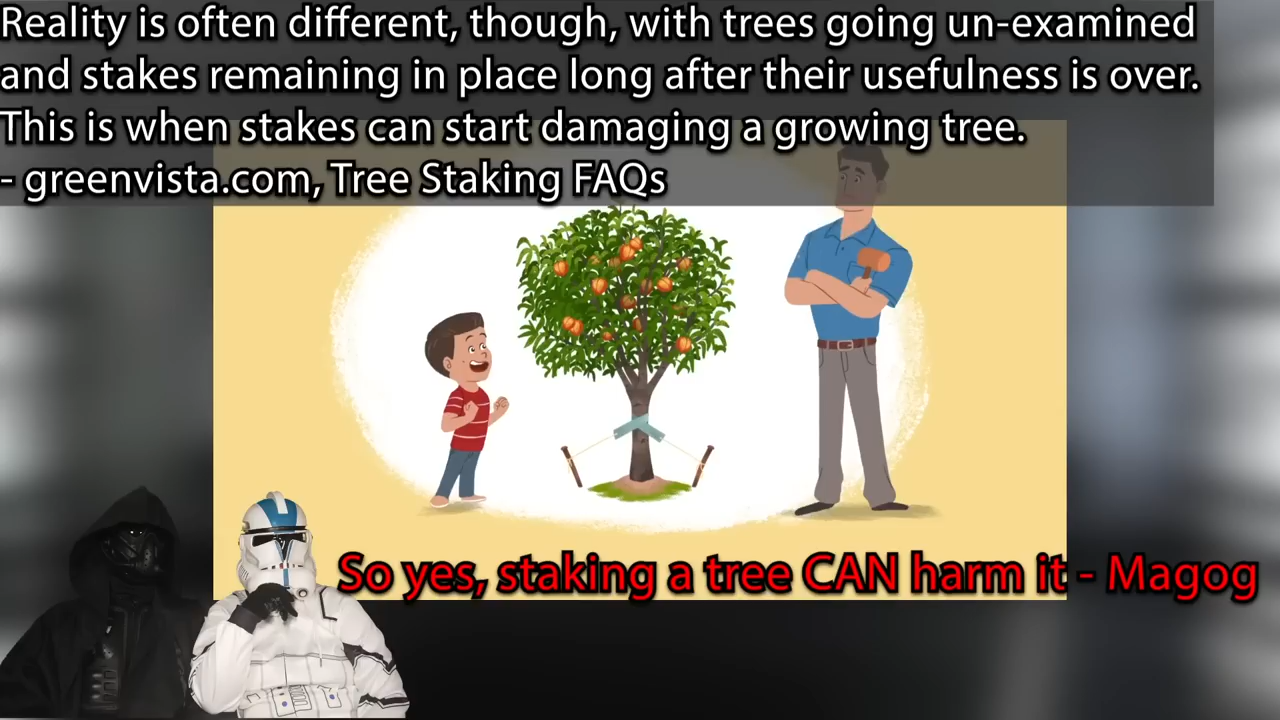 Reality is often different, though, with trees going un-examined
and stakes remaining in place long after their usefulness is over.
This is when stakes can start damaging a growing tree.
- greenvista.com, Tree Staking FAQs
So yes, staking a tree CAN harm it - Magog